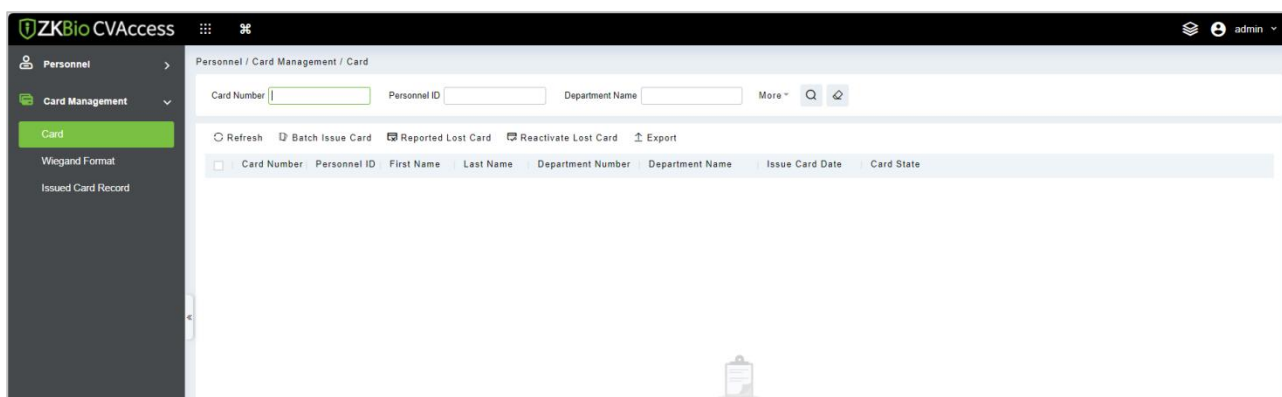 ZKBio CVAccess
admin
Personnel
Card Management
Card
Wiegand Format
Issued Card Record
Personnel / Card Management / Card
Card Number Personnel ID Department Name More
Refresh Batch Issue Card Reported Lost Card Reactivate Lost Card Export
Card Number Personnel ID First Name Last Name Department Number Department Name Issue Card Date Card State